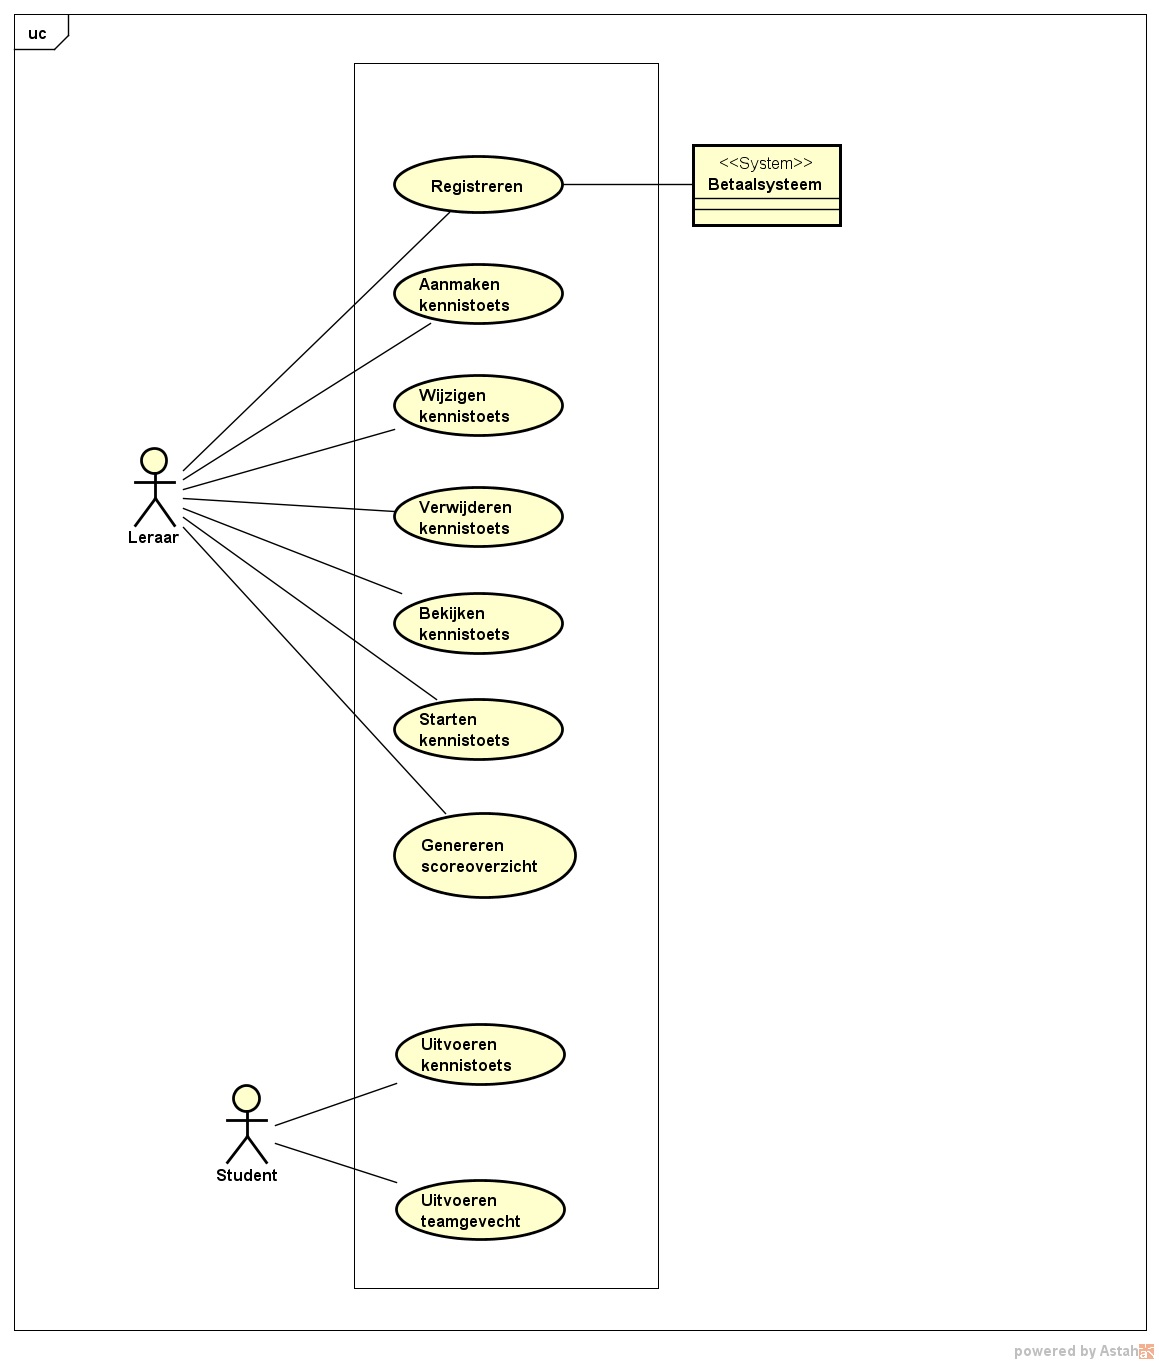 uc
<<System>>
Betaalsysteem
Registreren
Aanmaken
kennistoets
Wijzigen
kennistoets
Verwijderen
kennistoets
Leraar
Bekijken
kennistoets
Starten
kennistoets
Genereren
scoreoverzicht
Uitvoeren
kennistoets
Student
Uitvoeren
teamgevecht
powered by Astah